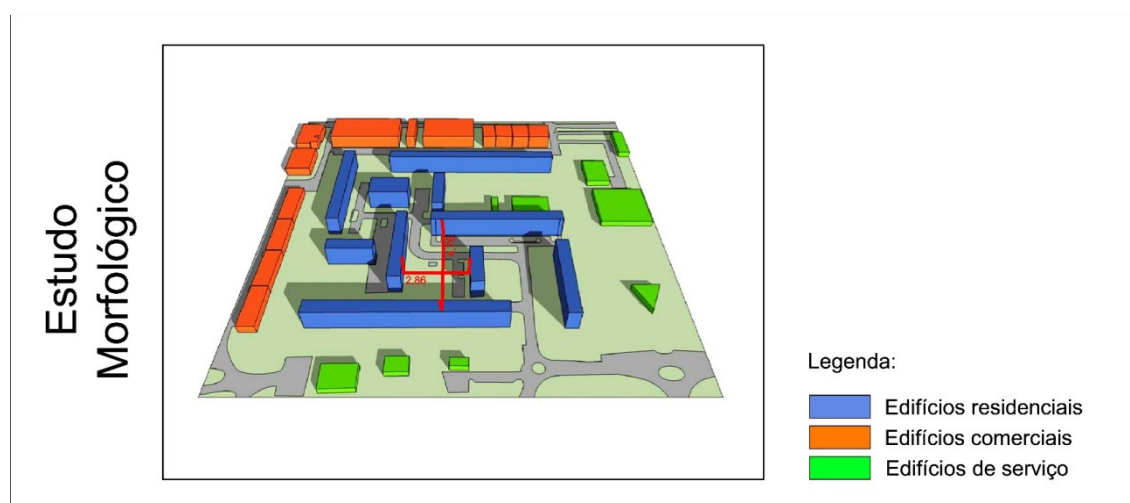 Estudo
Morfológico
2.86
Legenda:
Edifícios residenciais
Edifícios comerciais
Edifícios de serviço